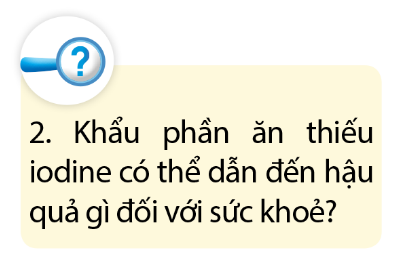 ?
2. Khẩu phần ăn thiếu
iodine có thể dẫn đến hậu
quả gì đối với sức khoẻ?